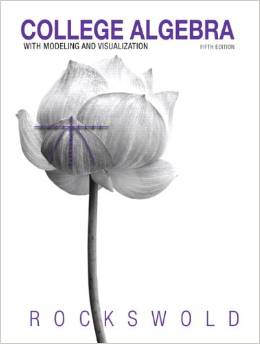 COLLEGE ALGEBRA
WITH MODELING AND VISUALIZATION FIFTH EDITION
ROCKSWOLD